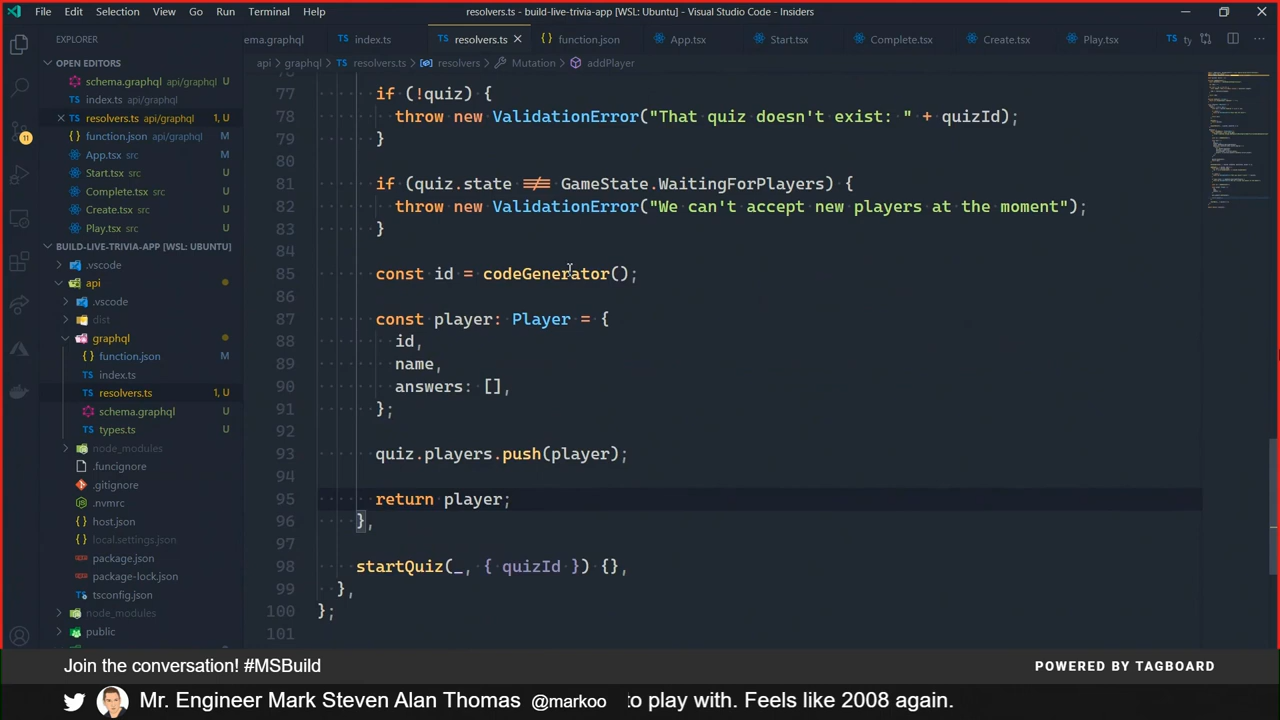 File Edit Selection View Go Run Terminal Help
resolvers.ts - build-live-trivia-app [WSL: Ubuntu] - Visual Studio Code - Insiders
EXPLORER
ema.graphql
TS index.ts
TS resolvers.ts
{} function.json
App.tsx
Start.tsx
Complete.tsx
Create.tsx
Play.tsx
TS ty
api > graphql > TS resolvers.ts > resolvers > Mutation > addPlayer
OPEN EDITORS
schema.graphql api/graphql U
TS index.ts api/graphql U
TS resolvers.ts api/graphql 1, U
{} function.json api/graphql M
App.tsx src M
Start.tsx src U
Complete.tsx src U
Create.tsx src U
Play.tsx src U
BUILD-LIVE-TRIVIA-APP [WSL: UBUNTU]
.vscode
api
.vscode
dist
graphql
{} function.json M
TS index.ts U
TS resolvers.ts 1, U
schema.graphql U
TS types.ts U
node_modules
.funcignore
.gitignore
.nvmrc
host.json
local.settings.json
package.json
package-lock.json
tsconfig.json
node_modules
public
11
77 if (!quiz) {
78 throw new ValidationError("That quiz doesn't exist: " + quizId);
79 }
80
81 if (quiz.state !== GameState.WaitingForPlayers) {
82 throw new ValidationError("We can't accept new players at the moment");
83 }
84
85 const id = codeGenerator();
86
87 const player: Player = {
88 id,
89 name,
90 answers: [],
91 };
92
93 quiz.players.push(player);
94
95 return player;
96 },
97
98 startQuiz(_, { quizId }) {},
99 },
100 };
101
Join the conversation! #MSBuild
POWERED BY TAGBOARD
Mr. Engineer Mark Steven Alan Thomas @markoo to play with. Feels like 2008 again.